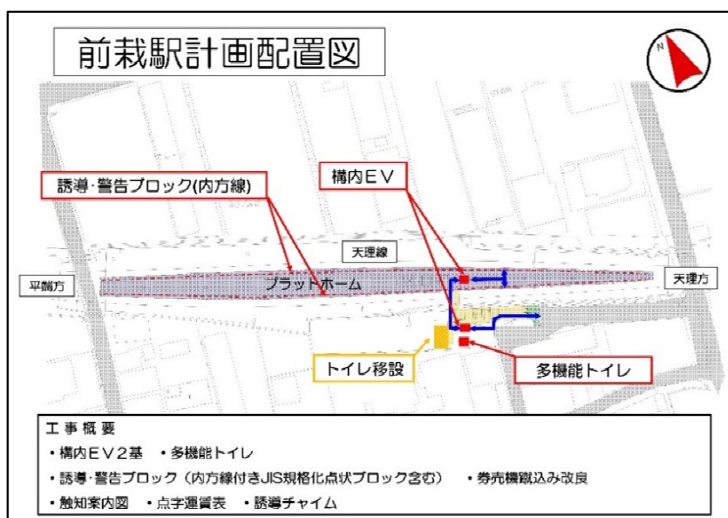 前栽駅計画配置図
N
誘導・警告ブロック(内方線)
構内EV
天理線
平端方
プラットホーム
天理方
トイレ移設
多機能トイレ
工事概要
・構内EV2基 ・多機能トイレ
・誘導・警告ブロック（内方線付きJIS規格化点状ブロック含む） ・券売機蹴込み改良
・触知案内図 ・点字運賃表 ・誘導チャイム